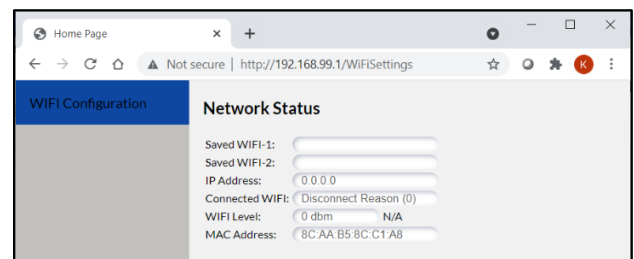 Home Page
Not secure | http://192.168.99.1/WiFiSettings
K
WIFI Configuration
Network Status
Saved WIFI-1:
Saved WIFI-2:
IP Address: 0.0.0.0
Connected WIFI: Disconnect Reason (0)
WIFI Level: 0 dbm N/A
MAC Address: 8C:AA:B5:8C:C1:A8